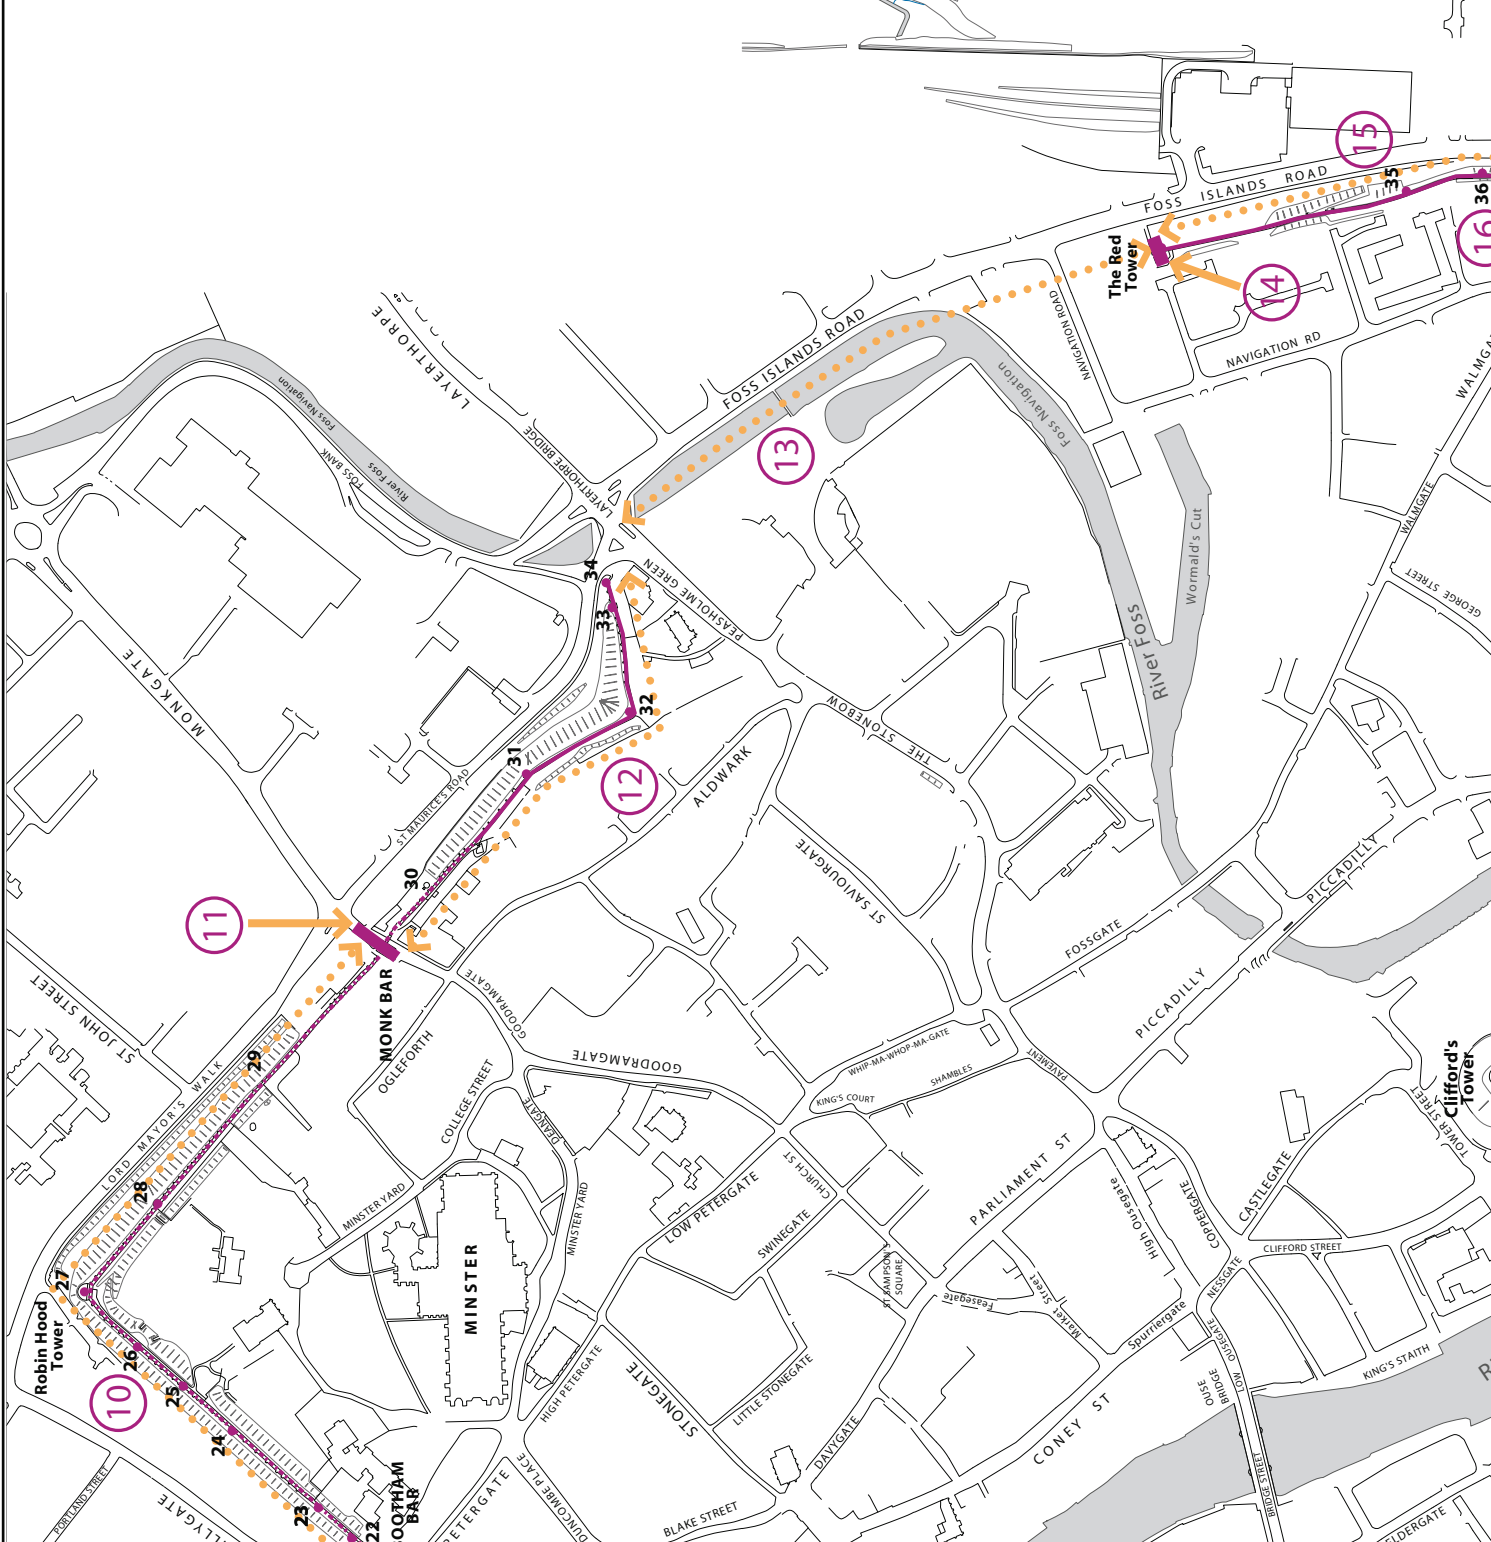 15
FOSS ISLANDS ROAD
35
36
16
The Red
Tower
14
NAVIGATION ROAD
NAVIGATION RD
LAYERTHORPE
FOSS ISLANDS ROAD
Foss Navigation
FOSS BANK
River Foss
LAYERTHORPE BRIDGE
LAYERTHORPE
13
Foss Navigation
Wormald's Cut
WALMGATE
GEORGE STREET
34
33
PEASHOLME GREEN
River Foss
MONKGATE
32
31
THE STONEBOW
12
ALDWARK
ST MAURICE'S ROAD
30
ST SAVIOURGATE
PICCADILLY
11
MONK BAR
GOODRAMGATE
FOSSGATE
ST JOHN STREET
PICCADILLY
OGLEFORTH
GOODRAMGATE
WHIP-MA-WHOP-MA-GATE
PAVEMENT
SHAMBLES
KING'S COURT
29
LORD MAYOR'S WALK
COLLEGE STREET
DEANGATE
Clifford's
Tower
TOWER STREET
28
MINSTER YARD
MINSTER YARD
CHURCH ST
LOW PETERGATE
SWINEGATE
PARLIAMENT ST
High Ousegate
COPPERGATE
CASTLEGATE
CLIFFORD STREET
ST SAMPSON'S
SQUARE
NESSGATE
27
Robin Hood
Tower
MINSTER
Feasegate
Market Street
Spurriergate
LOW OUSEGATE
OUSE
BRIDGE
KING'S STAITH
26
25
10
24
HIGH PETERGATE
STONEGATE
LITTLE STONEGATE
DAVYGATE
CONEY ST
23
22
OOTHAM
BAR
PORTLAND STREET
ILLYGATE
PETERGATE
DUNCOMBE PLACE
BLAKE STREET
BRIDGE STREET
ELDERGATE